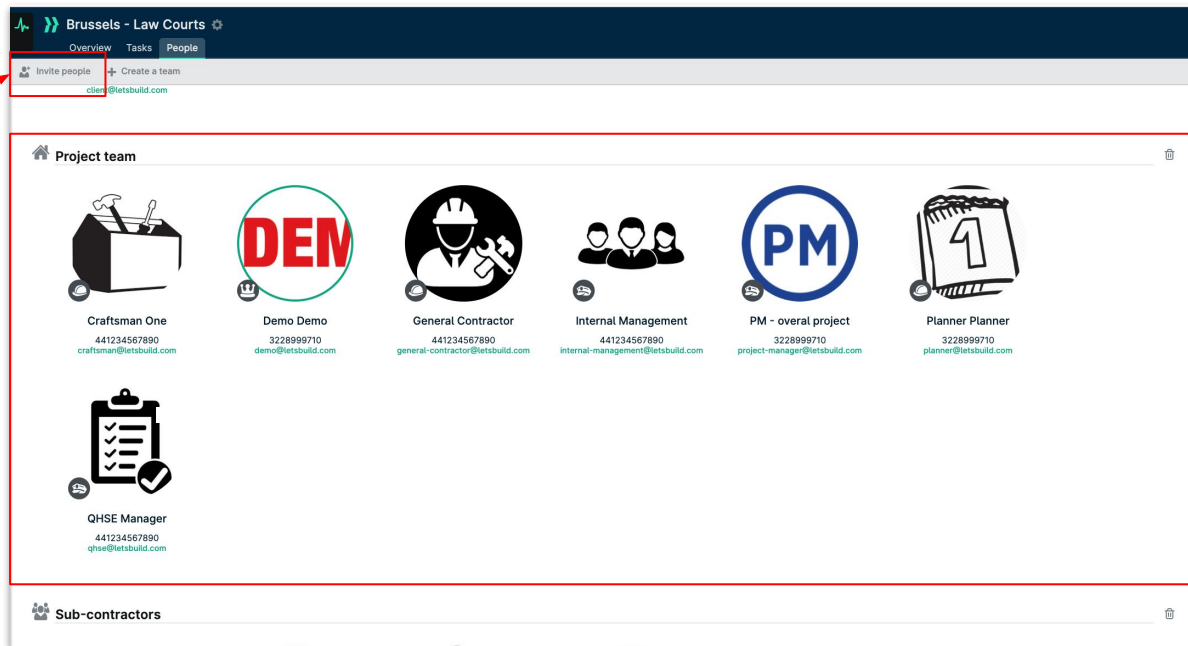 Brussels - Law Courts
Overview Tasks People
Invite people + Create a team
client@letsbuild.com
Project team
DEM
PM
1
Craftsman One
Demo Demo
General Contractor
Internal Management
PM - overal project
Planner Planner
441234567890
3228999710
441234567890
441234567890
3228999710
3228999710
craftsman@letsbuild.com
demo@letsbuild.com
general-contractor@letsbuild.com
internal-management@letsbuild.com
project-manager@letsbuild.com
planner@letsbuild.com
QHSE Manager
441234567890
qhse@letsbuild.com
Sub-contractors